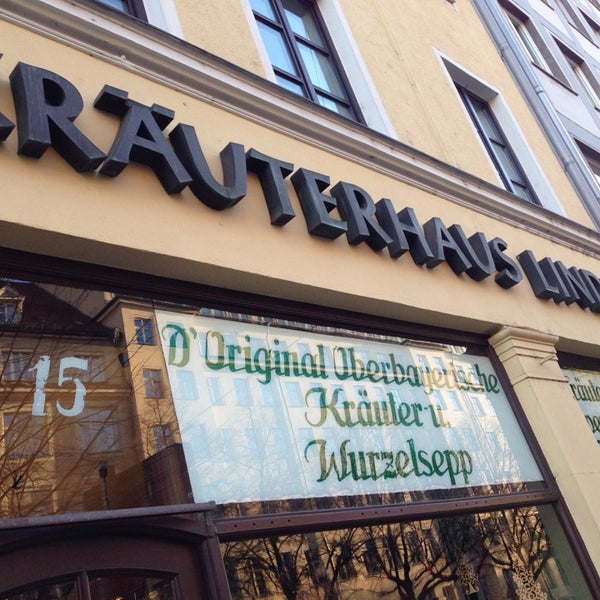 KRÄUTERHAUS LIND
15
D'Original Oberbayerische
Kräuter u.
Wurzelsepp